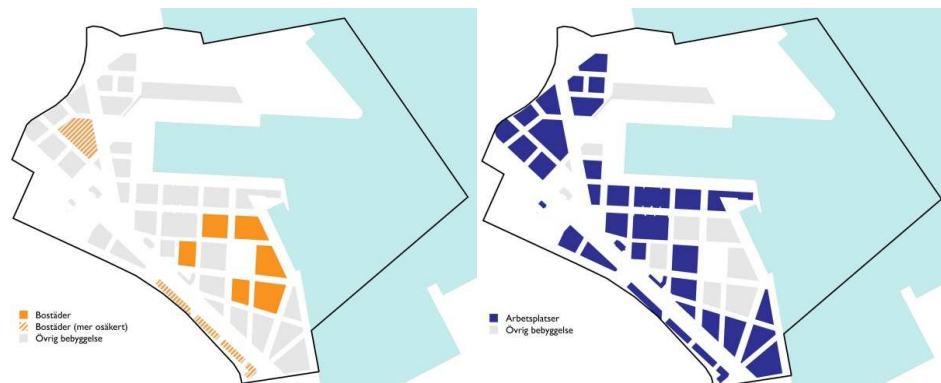 Bostäder
Bostäder (mer osäkert)
Övrig bebyggelse
Arbetsplatser
Övrig bebyggelse